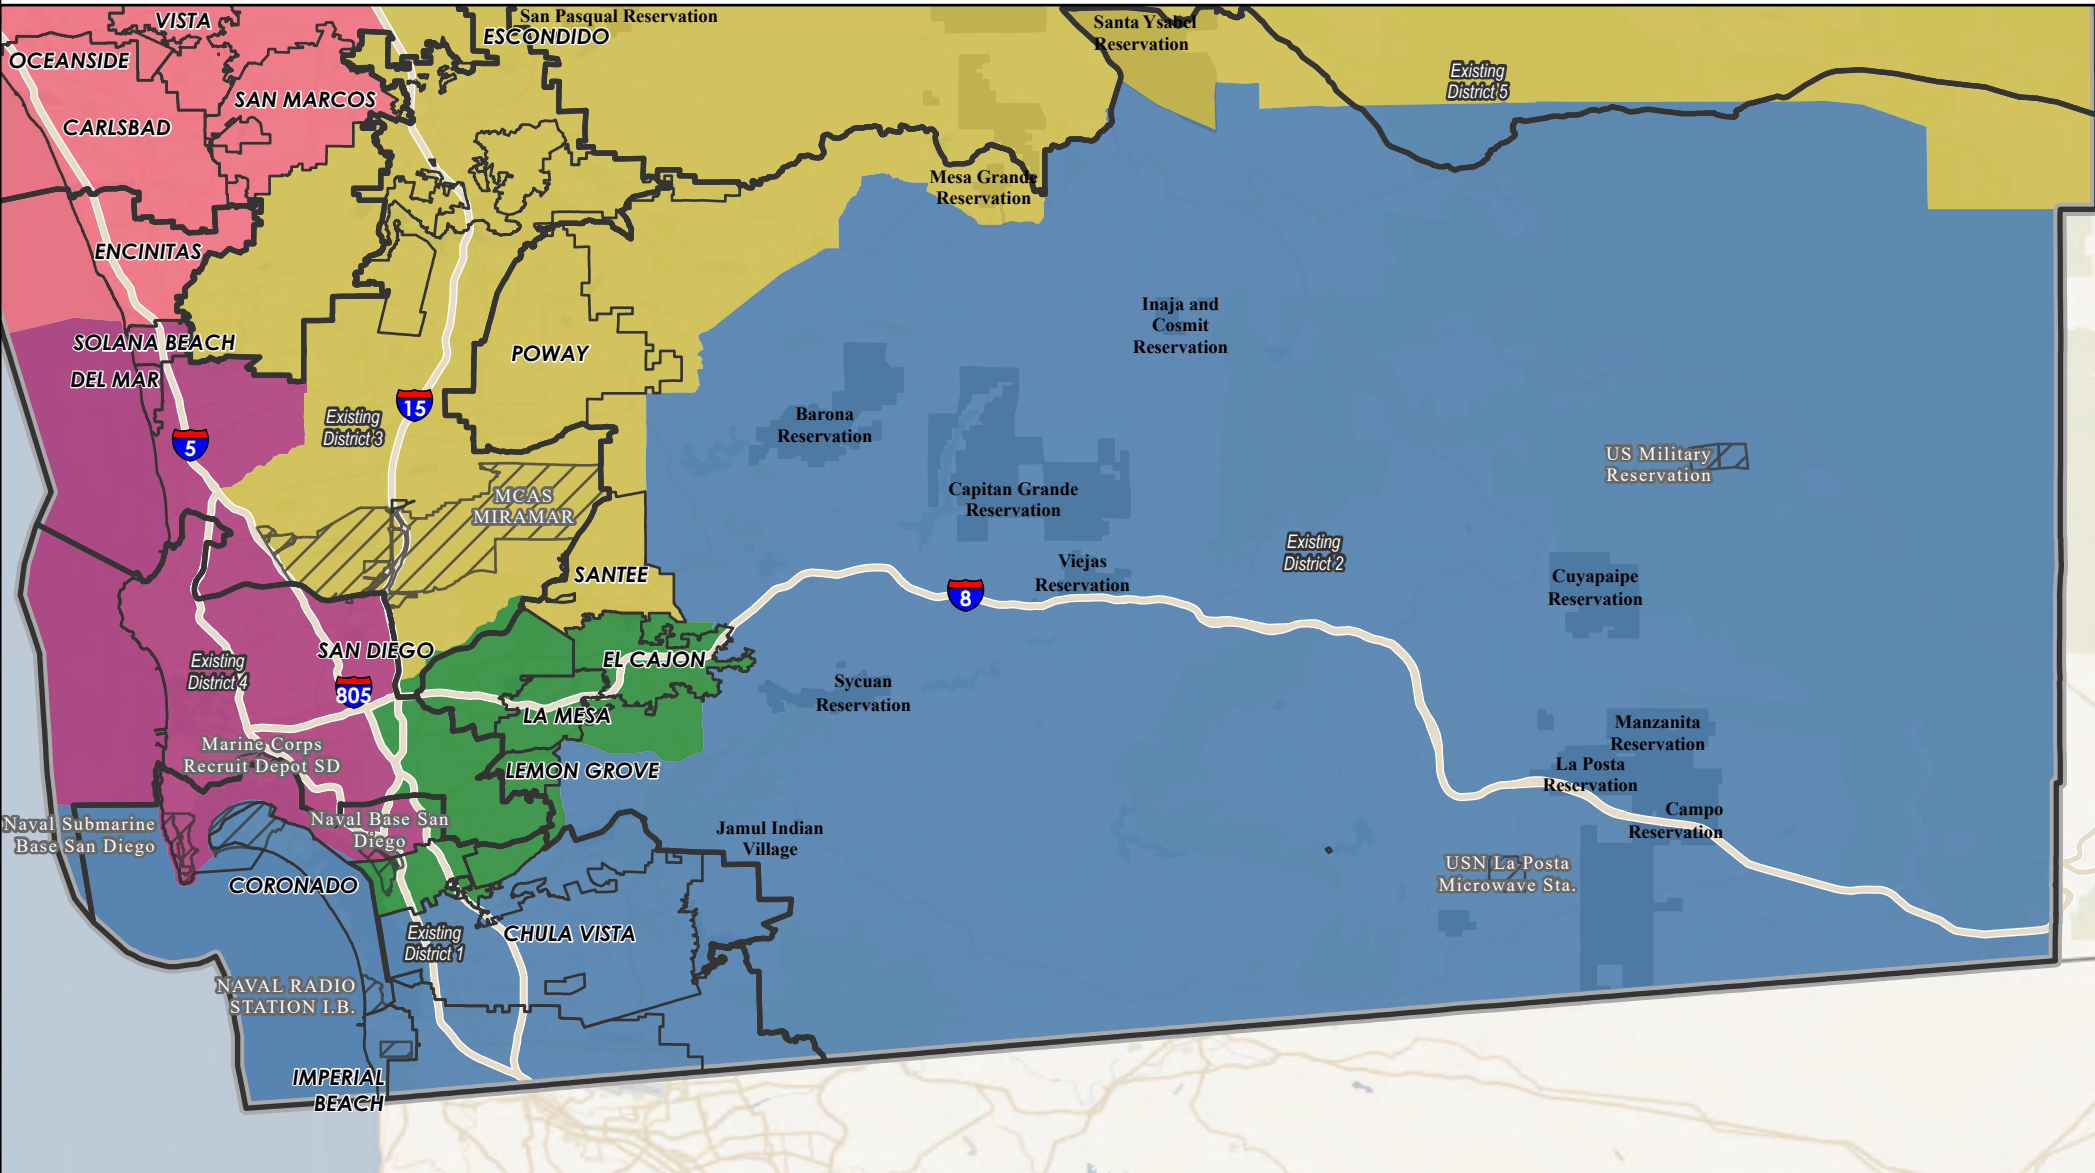 San Pasqual Reservation
VISTA
ESCONDIDO
Santa Ysabel
Reservation
OCEANSIDE
SAN MARCOS
CARLSBAD
Existing
District 5
Mesa Grande
Reservation
ENCINITAS
SOLANA BEACH
DEL MAR
POWAY
Inaja and
Cosmit
Reservation
15
Existing
District 3
5
Barona
Reservation
US Military
Reservation
MCAS
MIRAMAR
Capitan Grande
Reservation
Existing
District 2
Viejas
Reservation
SANTEE
8
Cuyapaipe
Reservation
SAN DIEGO
EL CAJON
Existing
District 4
805
Sycuan
Reservation
LA MESA
Manzanita
Reservation
Marine Corps
Recruit Depot SD
LEMON GROVE
La Posta
Reservation
Naval Submarine
Base San Diego
Naval Base San
Diego
Jamul Indian
Village
Campo
Reservation
USN La Posta
Microwave Sta.
CORONADO
Existing
District 1
CHULA VISTA
NAVAL RADIO
STATION I.B.
IMPERIAL
BEACH